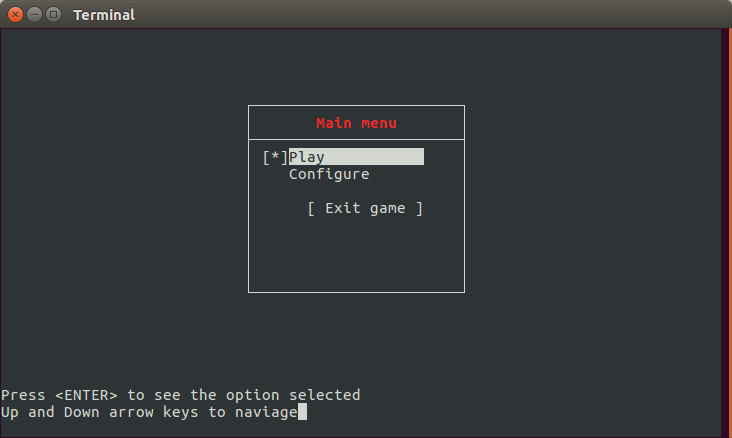 Terminal
Main menu
[*]Play
Configure
[ Exit game ]
Press <ENTER> to see the option selected
Up and Down arrow keys to naviage